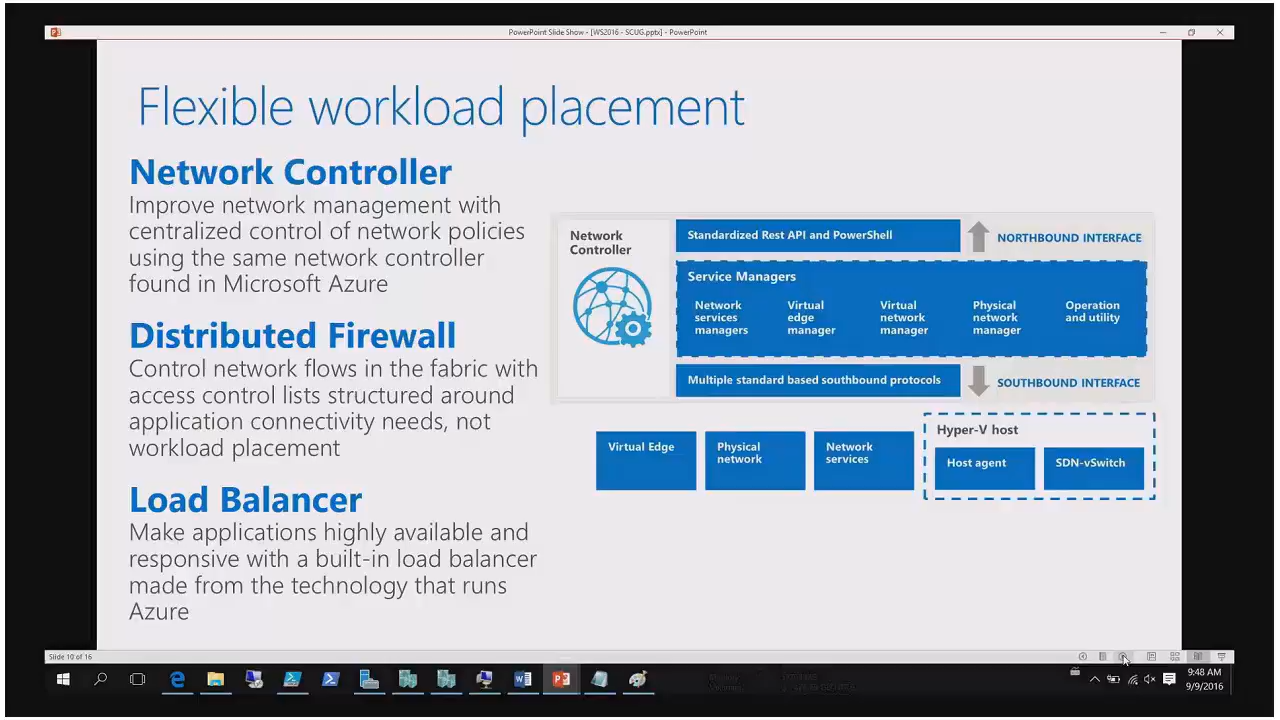 PowerPoint Slide Show - [WS2016 - SCUG.pptx] - PowerPoint
Flexible workload placement
Network Controller
Improve network management with
centralized control of network policies
using the same network controller
found in Microsoft Azure
Distributed Firewall
Control network flows in the fabric with
access control lists structured around
application connectivity needs, not
workload placement
Load Balancer
Make applications highly available and
responsive with a built-in load balancer
made from the technology that runs
Azure
Network
Controller
Standardized Rest API and PowerShell
NORTHBOUND INTERFACE
Service Managers
Network
services
managers
Virtual
edge
manager
Virtual
network
manager
Physical
network
manager
Operation
and utility
Multiple standard based southbound protocols
SOUTHBOUND INTERFACE
Virtual Edge
Physical
network
Network
services
Hyper-V host
Host agent
SDN-vSwitch
Slide 10 of 16
9:48 AM
9/9/2016